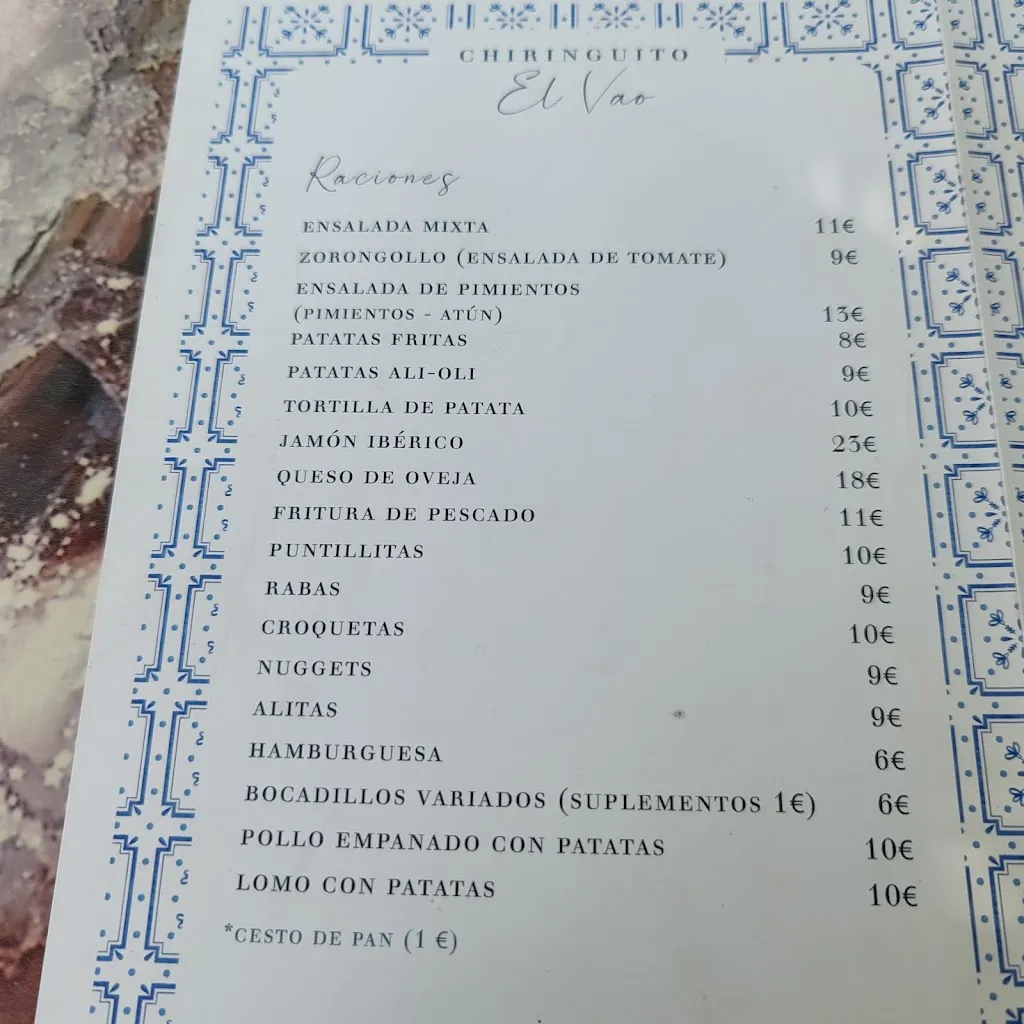 CHIRINGUITO
El Vao
Raciones
ENSALADA MIXTA 11€
ZORONGOLLO (ENSALADA DE TOMATE) 9€
ENSALADA DE PIMIENTOS
(PIMIENTOS - ATÚN) 13€
PATATAS FRITAS 8€
PATATAS ALI-OLI 9€
TORTILLA DE PATATA 10€
JAMÓN IBÉRICO 23€
QUESO DE OVEJA 18€
FRITURA DE PESCADO 11€
PUNTILLITAS 10€
RABAS 9€
CROQUETAS 10€
NUGGETS 9€
ALITAS 9€
HAMBURGUESA 6€
BOCADILLOS VARIADOS (SUPLEMENTOS 1€) 6€
POLLO EMPANADO CON PATATAS 10€
LOMO CON PATATAS 10€
*CESTO DE PAN (1 €)